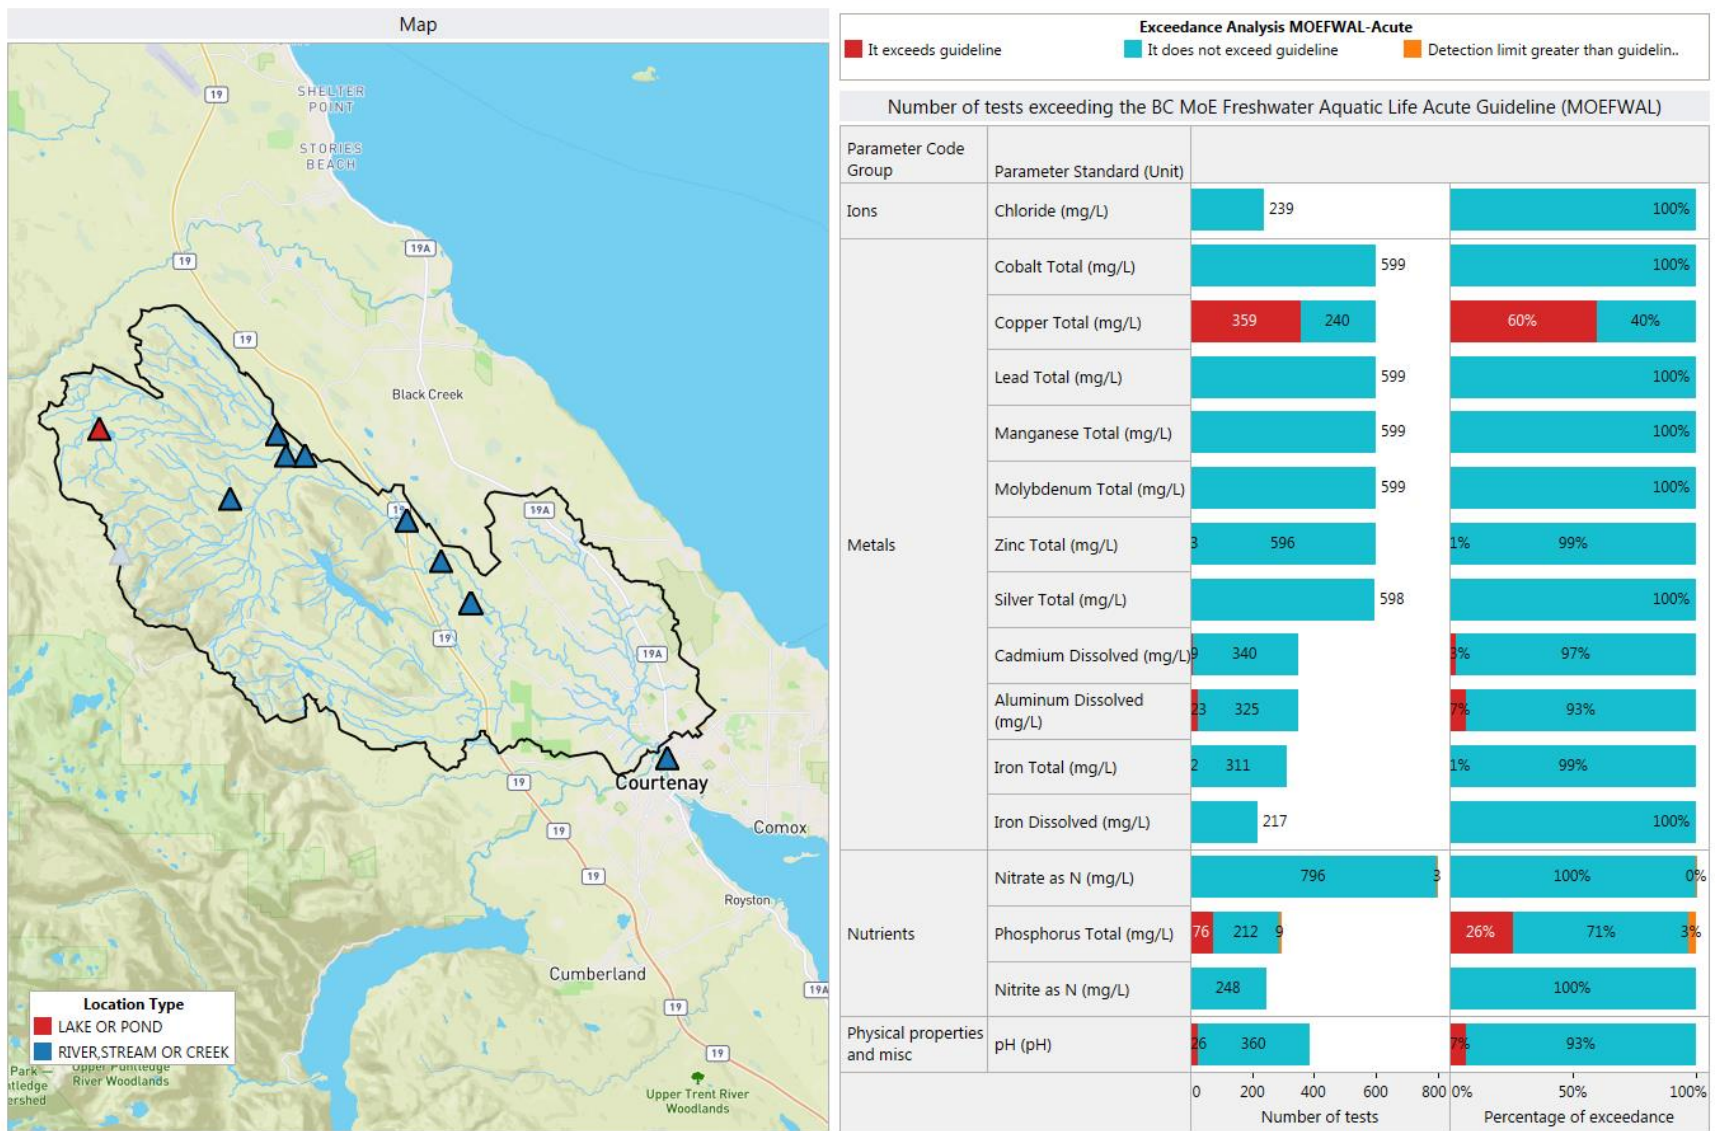 Map
19
SHELTER
POINT
STORIES
BEACH
19A
19
19
Black Creek
19
19A
19
19A
Courtenay
19
Comox
19
19
Royston
Cumberland
19A
19
19
Location Type
LAKE OR POND
RIVER,STREAM OR CREEK
Park —
ntledge
ershed
Upper Puntledge
River Woodlands
Upper Trent River
Woodlands
Exceedance Analysis MOEFWAL-Acute
It exceeds guideline
It does not exceed guideline
Detection limit greater than guidelin..
Number of tests exceeding the BC MoE Freshwater Aquatic Life Acute Guideline (MOEFWAL)
Parameter Code
Group
Parameter Standard (Unit)
Ions
Chloride (mg/L) 239 100%
Metals
Cobalt Total (mg/L) 599 100%
Copper Total (mg/L) 359 240 60% 40%
Lead Total (mg/L) 599 100%
Manganese Total (mg/L) 599 100%
Molybdenum Total (mg/L) 599 100%
Zinc Total (mg/L) 3 596 1% 99%
Silver Total (mg/L) 598 100%
Cadmium Dissolved (mg/L) 9 340 3% 97%
Aluminum Dissolved
(mg/L) 23 325 7% 93%
Iron Total (mg/L) 2 311 1% 99%
Iron Dissolved (mg/L) 217 100%
Nutrients
Nitrate as N (mg/L) 796 3 100% 0%
Phosphorus Total (mg/L) 76 212 9 26% 71% 3%
Nitrite as N (mg/L) 248 100%
Physical properties
and misc
pH (pH) 26 360 7% 93%
0 200 400 600 800 0% 50% 100%
Number of tests
Percentage of exceedance